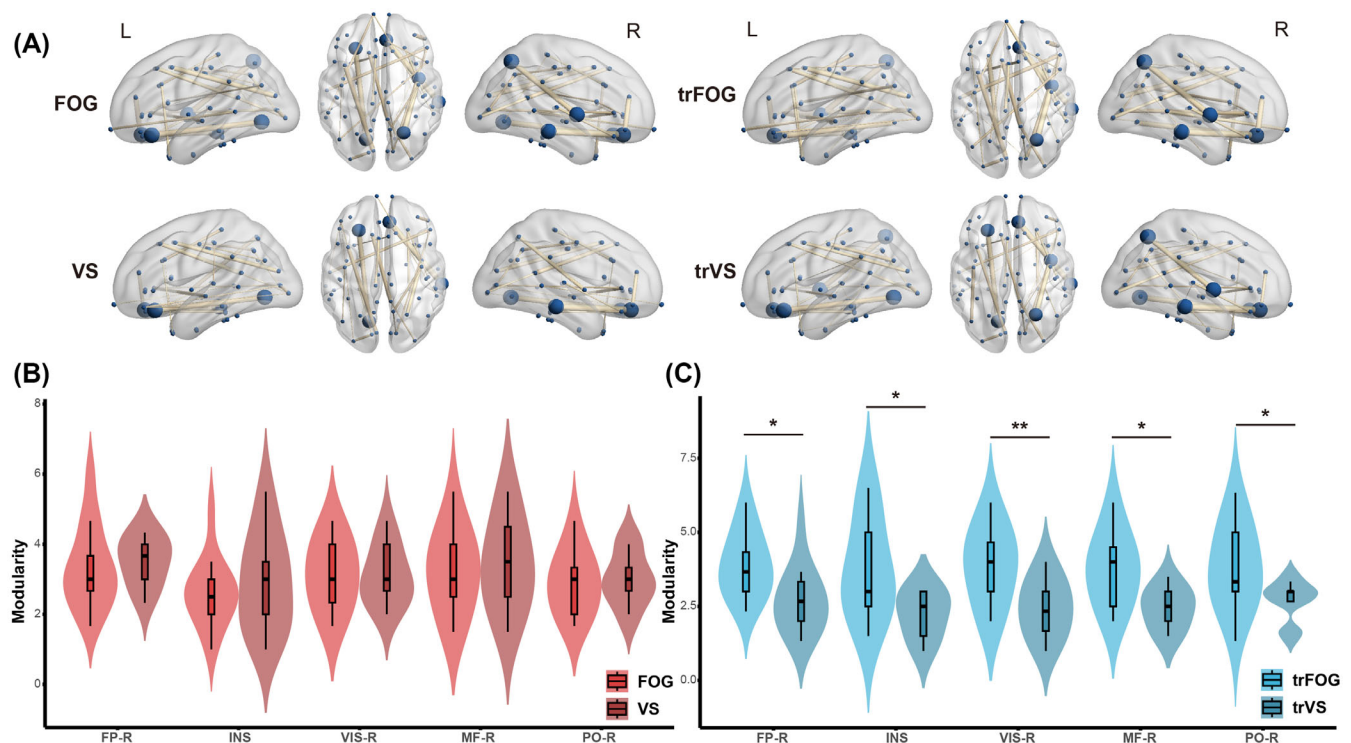 (A)
L
R
L
R
FOG
trFOG
VS
trVS
(B)
(C)
8
6
4
2
0
Modularity
FOG
VS
FP-R
INS
VIS-R
MF-R
PO-R
7.5
5.0
2.5
0.0
Modularity
*
*
**
*
*
trFOG
trVS
FP-R
INS
VIS-R
MF-R
PO-R